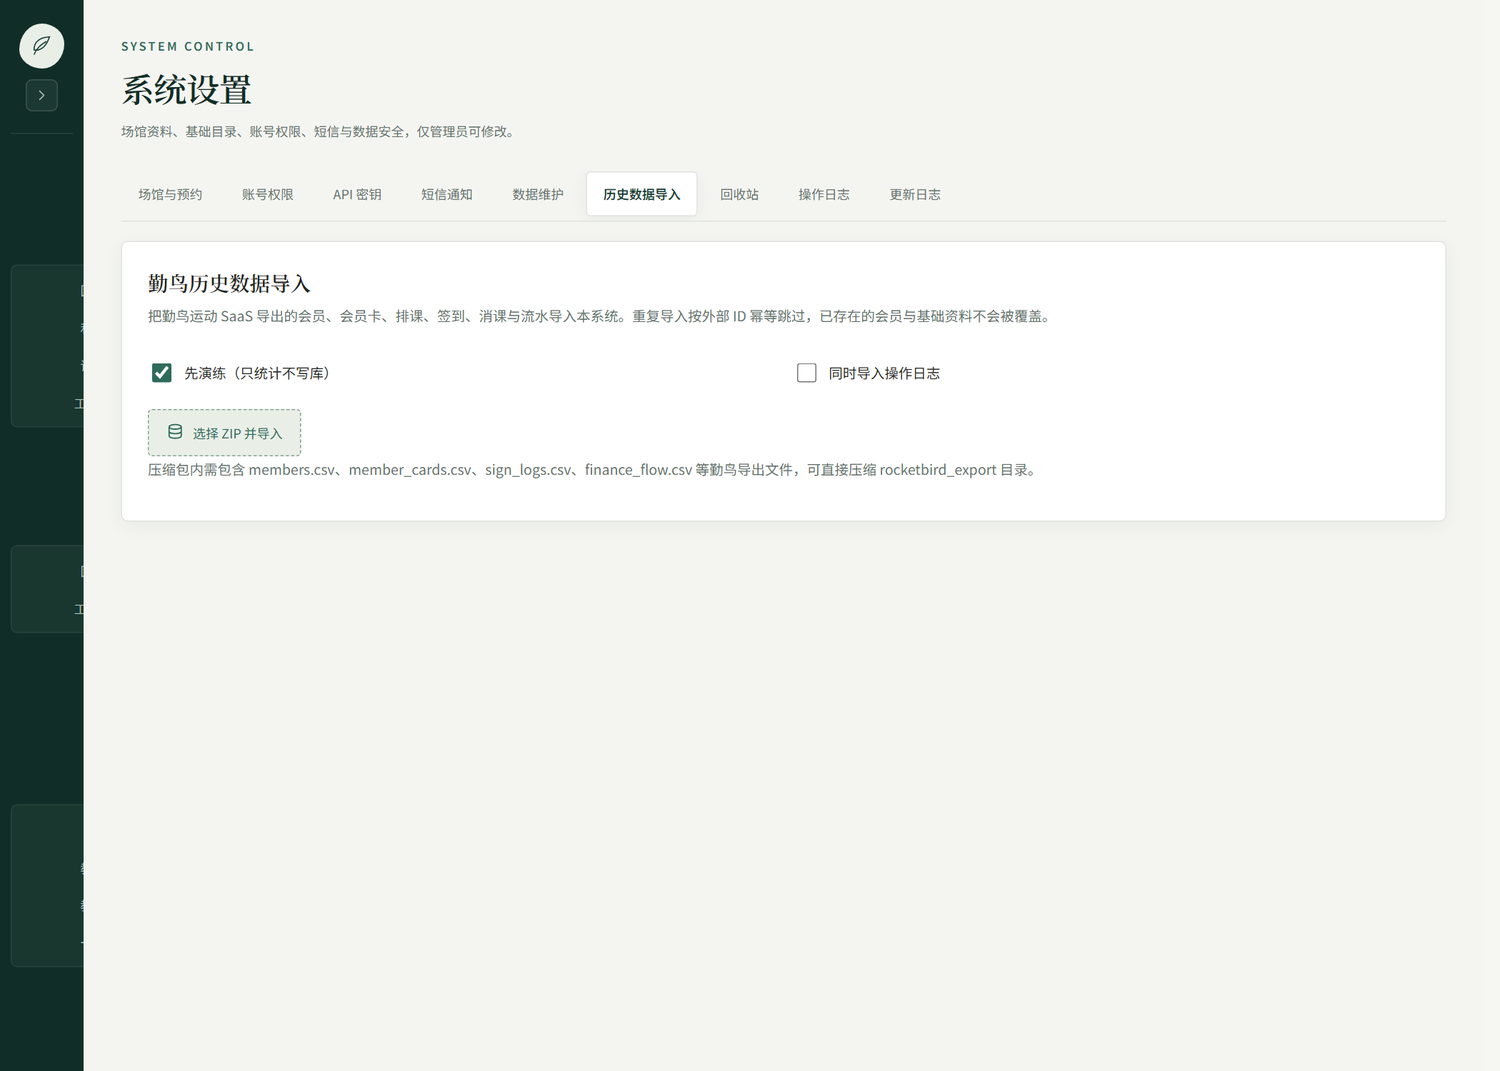 SYSTEM CONTROL
系统设置
场馆资料、基础目录、账号权限、短信与数据安全，仅管理员可修改。
场馆与预约
账号权限
API 密钥
短信通知
数据维护
历史数据导入
回收站
操作日志
更新日志
勤鸟历史数据导入
把勤鸟运动 SaaS 导出的会员、会员卡、排课、签到、消课与流水导入本系统。重复导入按外部 ID 幂等跳过，已存在的会员与基础资料不会被覆盖。
先演练（只统计不写库）
同时导入操作日志
选择 ZIP 并导入
压缩包内需包含 members.csv、member_cards.csv、sign_logs.csv、finance_flow.csv 等勤鸟导出文件，可直接压缩 rocketbird_export 目录。